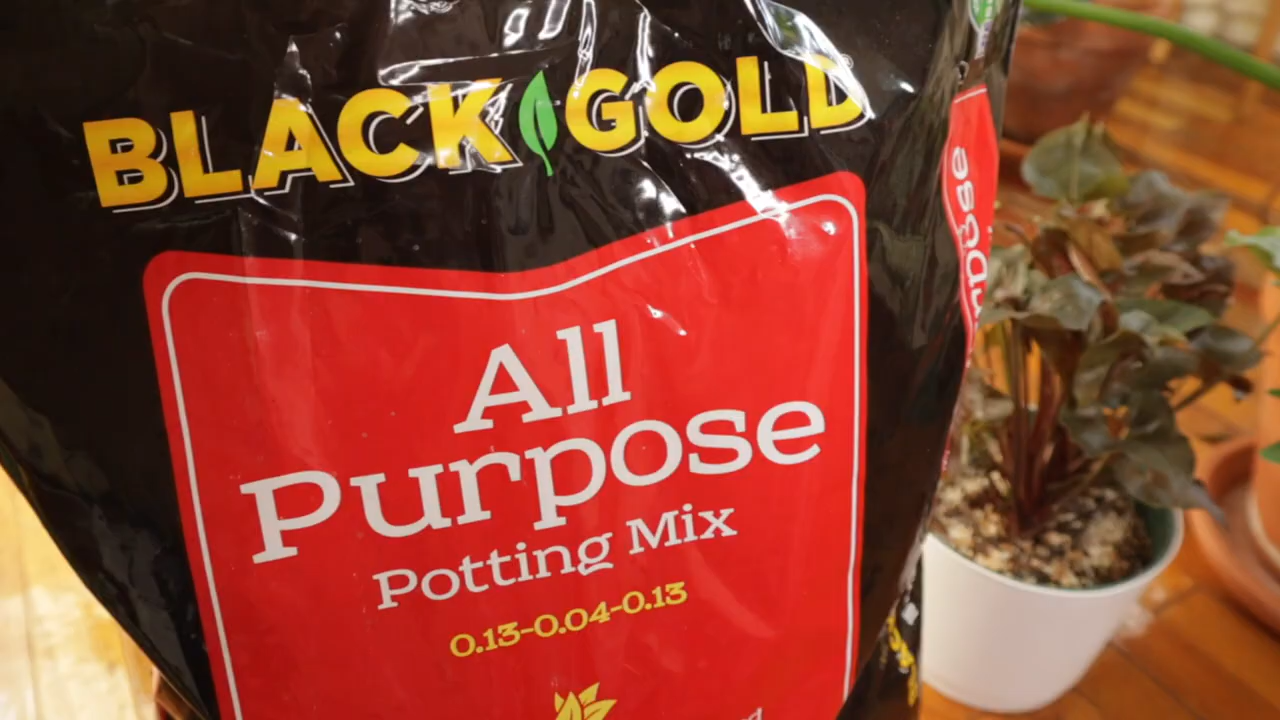 BLACK GOLD
All
Purpose
Potting Mix
0.13-0.04-0.13